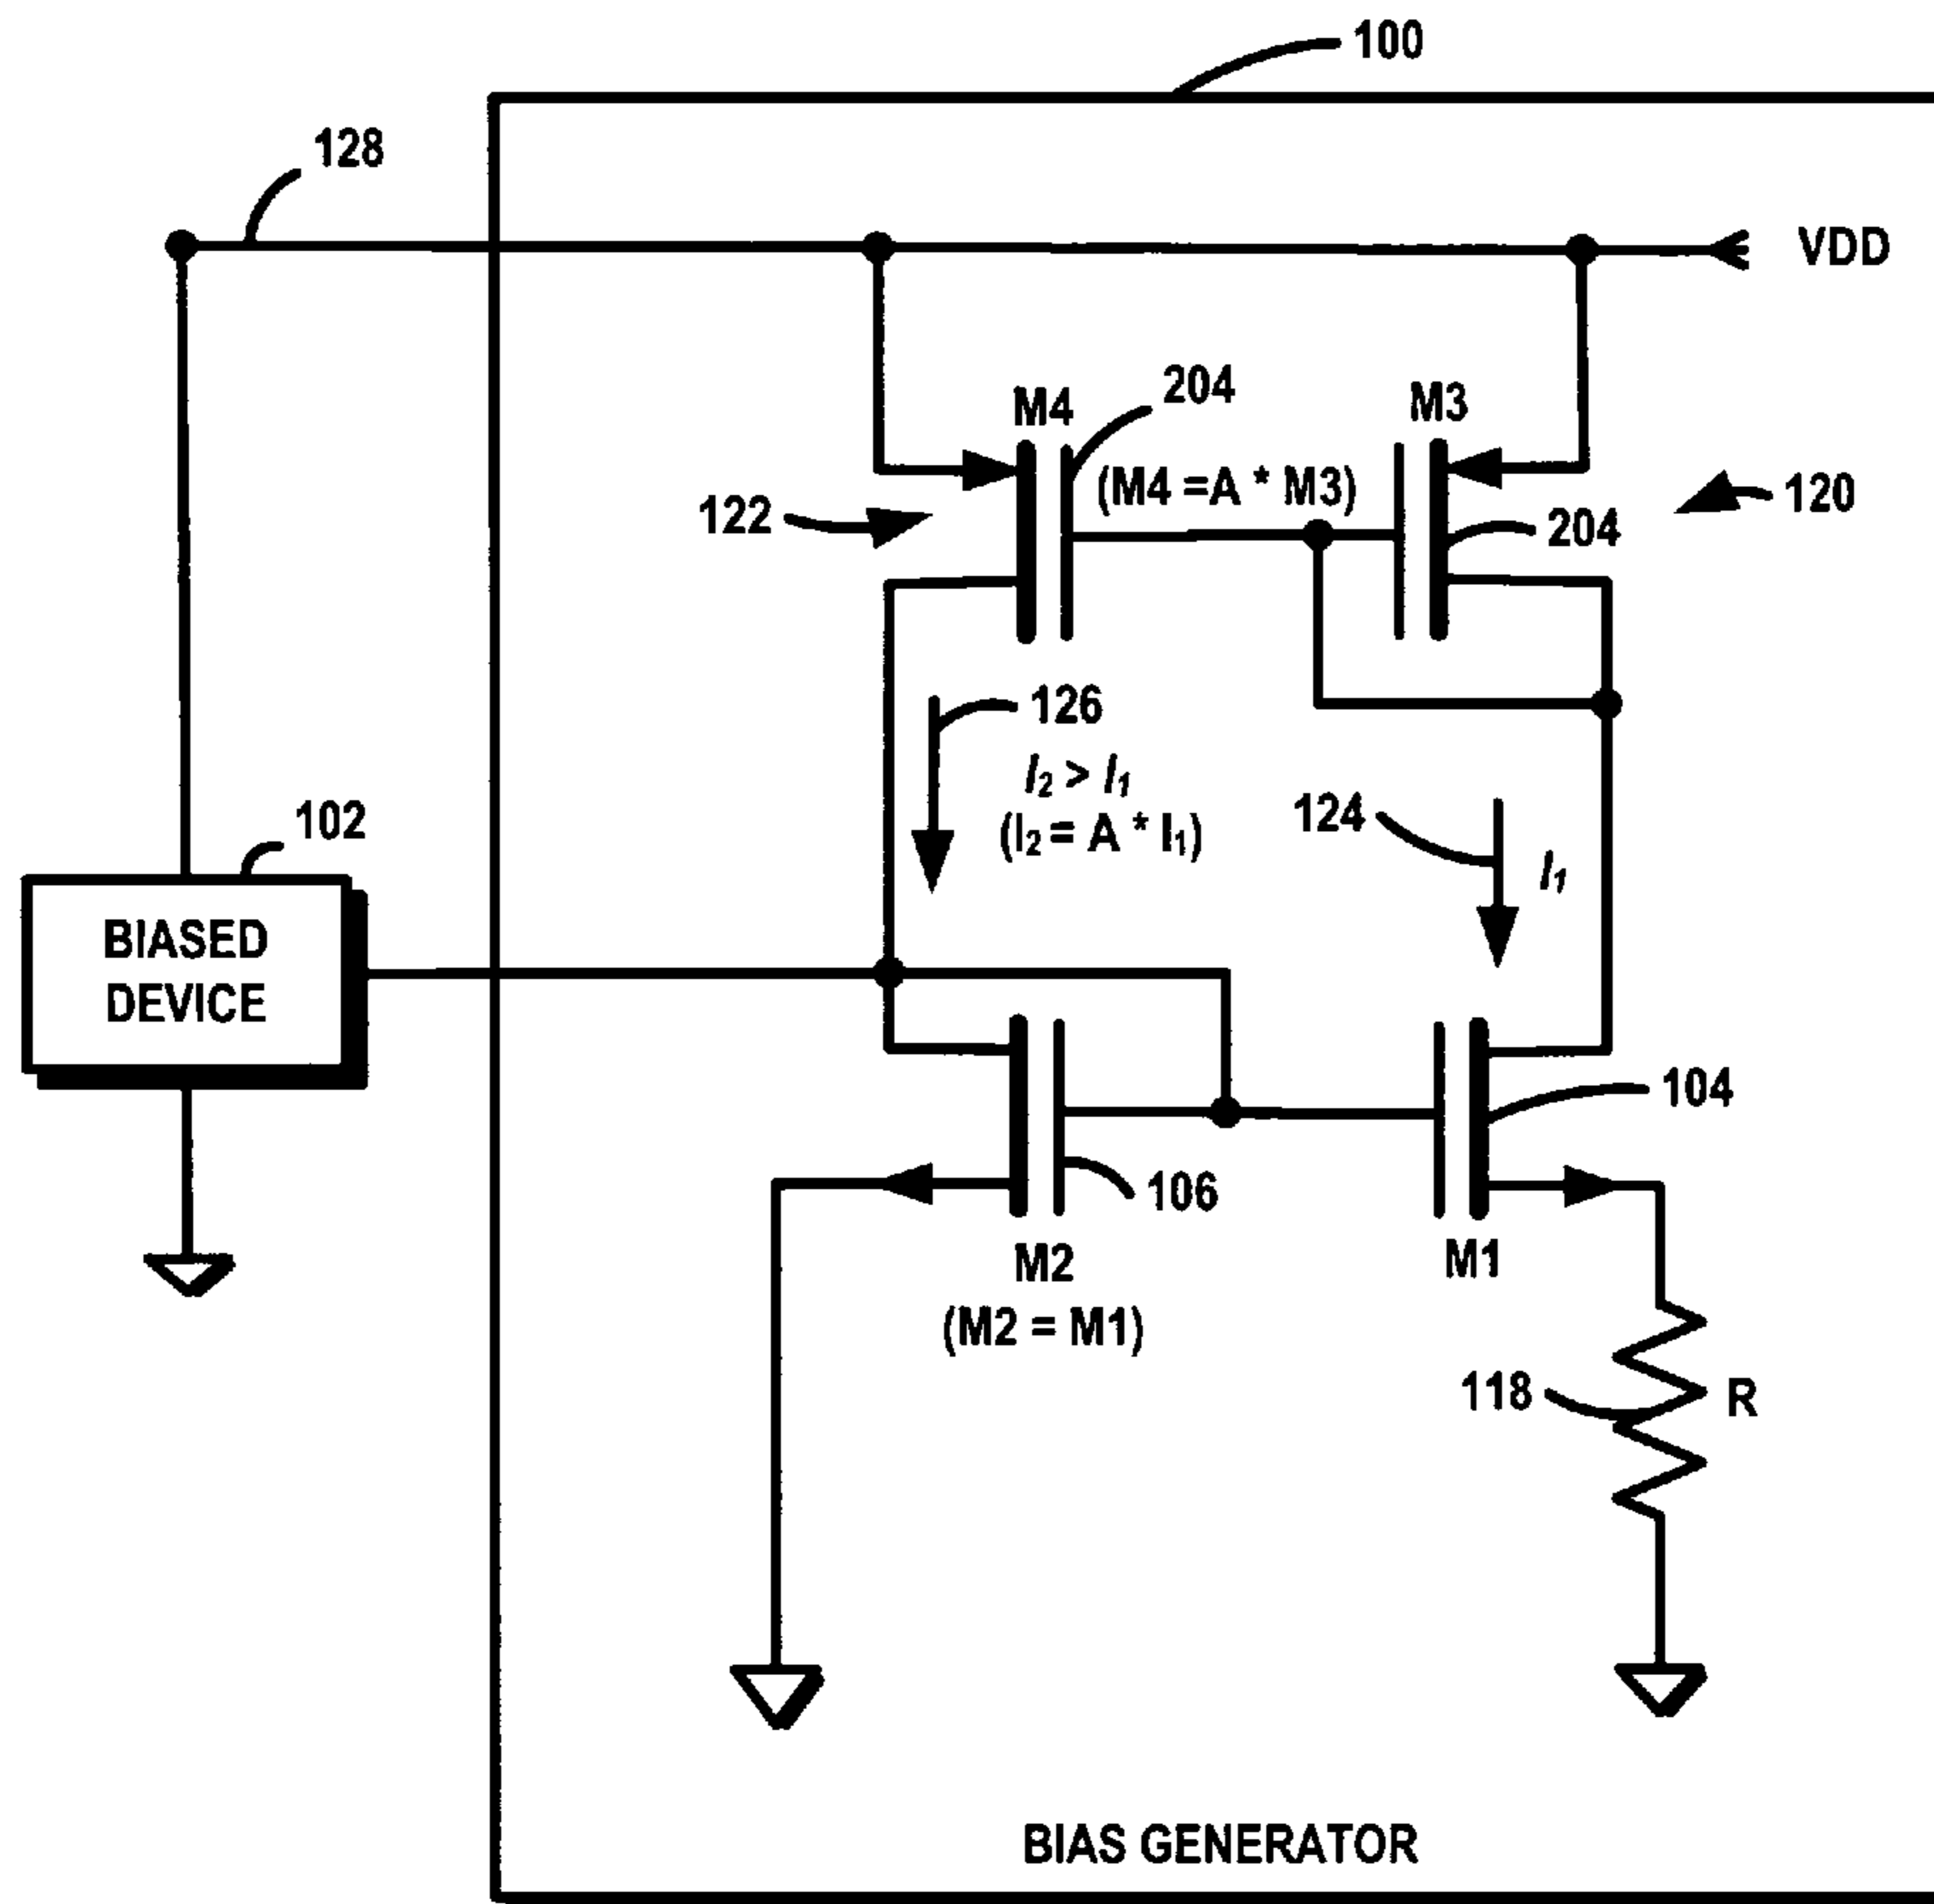 100
128
VDD
M4
204
M3
(M4 =A * M3)
122
120
204
126
I₂ > I₁
(I₂ = A * I₁)
124
I₁
102
BIASED
DEVICE
104
106
M2
(M2 = M1)
M1
118
R
BIAS GENERATOR